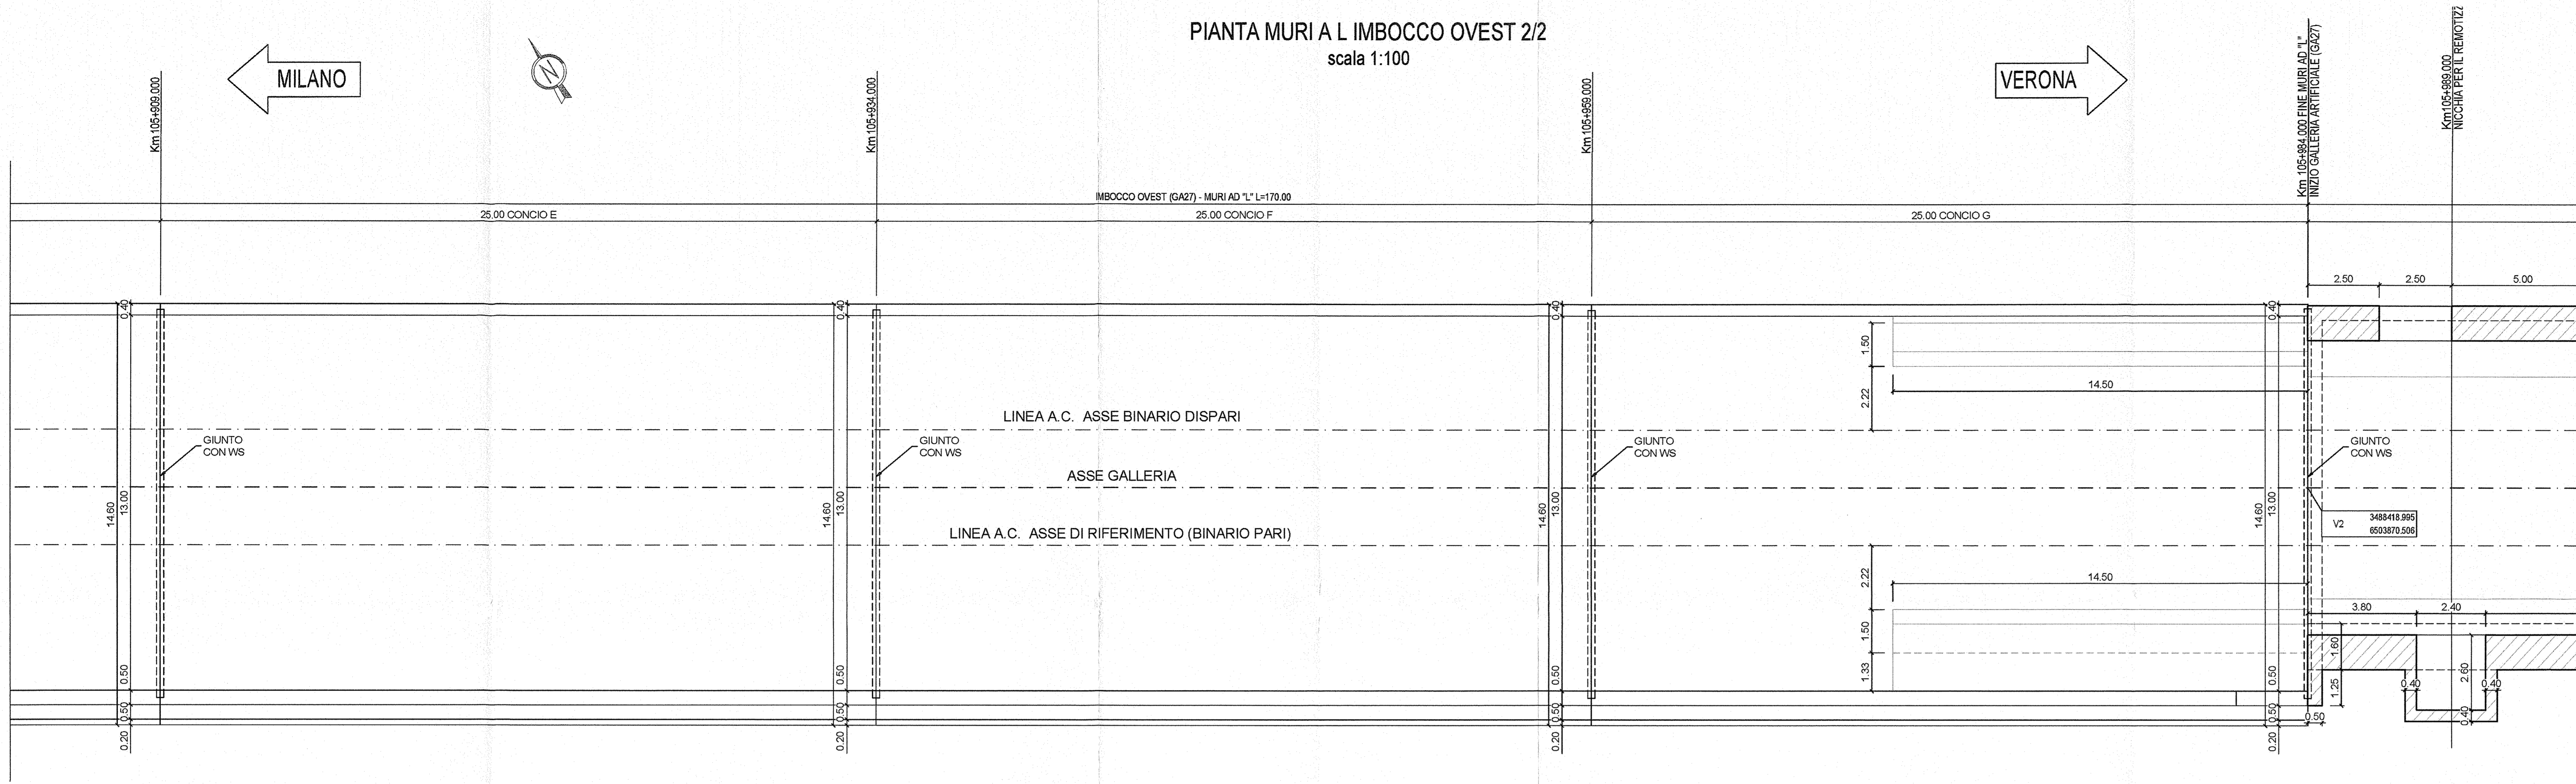 PIANTA MURI A L IMBOCCO OVEST 2/2
scala 1:100
MILANO
N
VERONA
Km 105+909.000
Km 105+934.000
Km 105+959.000
Km 105+984.000 FINE MURI AD "L"
INIZIO GALLERIA ARTIFICIALE (GA27)
Km105+989.000
NICCHIA PER IL REMOTIZZ
IMBOCCO OVEST (GA27) - MURI AD "L" L=170.00
25.00 CONCIO E
25.00 CONCIO F
25.00 CONCIO G
2.50
2.50
5.00
0.40
0.40
0.40
0.40
1.50
14.50
2.22
LINEA A.C. ASSE BINARIO DISPARI
GIUNTO
CON WS
GIUNTO
CON WS
GIUNTO
CON WS
GIUNTO
CON WS
ASSE GALLERIA
14.60
13.00
14.60
13.00
14.60
13.00
14.60
13.00
V2
3488418.995
6503870.506
LINEA A.C. ASSE DI RIFERIMENTO (BINARIO PARI)
2.22
14.50
3.80
2.40
1.50
1.33
1.60
1.25
2.60
0.40
0.40
0.40
0.50
0.50
0.50
0.50
0.50
0.50
0.50
0.50
0.50
0.20
0.20
0.20
0.20